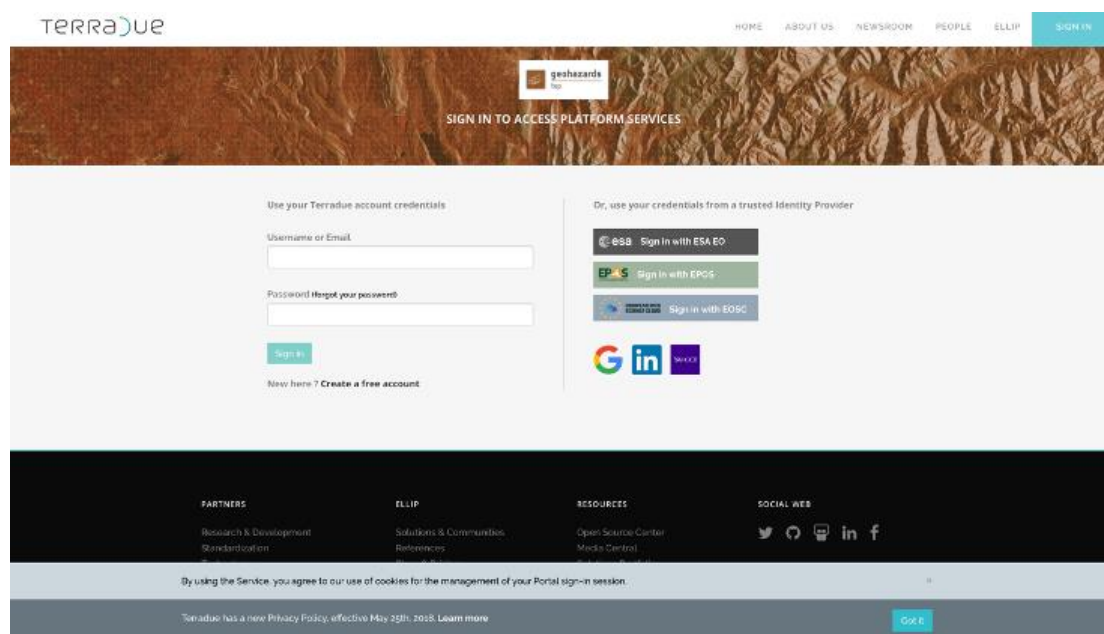 TERRADUE
HOME ABOUT US NEWSROOM PEOPLE ELLIP SIGN IN
geohazards
tep
SIGN IN TO ACCESS PLATFORM SERVICES
Use your Terradue account credentials
Username or Email
Password (forgot your password)
Sign in
New here ? Create a free account
Or, use your credentials from a trusted Identity Provider
esa Sign in with ESA EO
EPOS Sign in with EPOS
Sign in with EOSC
YAHOO!
PARTNERS
Research & Development
Standardization
ELLIP
Solutions & Communities
References
RESOURCES
Open Source Center
Media Central
SOCIAL WEB
By using the Service, you agree to our use of cookies for the management of your Portal sign-in session.
Terradue has a new Privacy Policy, effective May 25th, 2018. Learn more
Got it